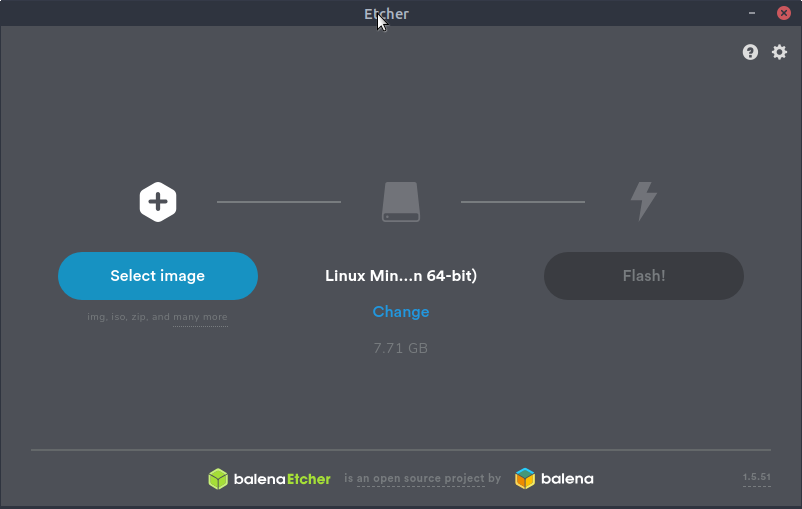 Etcher
Select image
img, iso, zip, and many more
Linux Min...n 64-bit)
Change
7.71 GB
Flash!
balenaEtcher is an open source project by balena
1.5.51